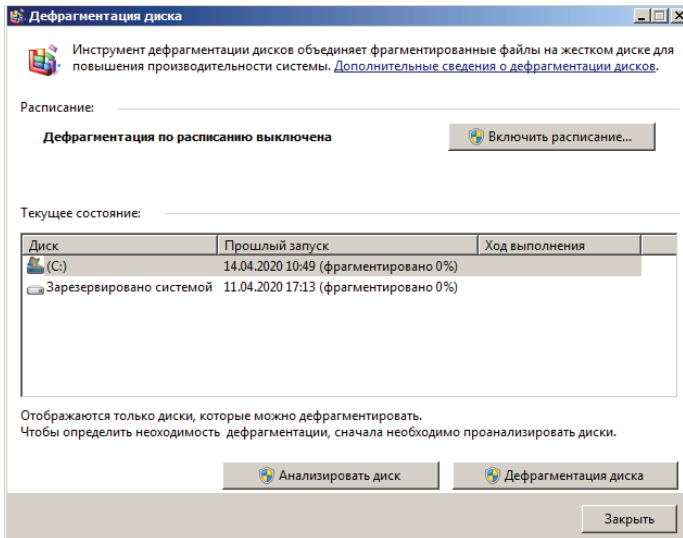 Дефрагментация диска
Инструмент дефрагментации дисков объединяет фрагментированные файлы на жестком диске для
повышения производительности системы. Дополнительные сведения о дефрагментации дисков.
Расписание:
Дефрагментация по расписанию выключена
Включить расписание...
Текущее состояние:
Диск Прошлый запуск Ход выполнения
(C:) 14.04.2020 10:49 (фрагментировано 0%)
Зарезервировано системой 11.04.2020 17:13 (фрагментировано 0%)
Отображаются только диски, которые можно дефрагментировать.
Чтобы определить неоходимость дефрагментации, сначала необходимо проанализировать диски.
Анализировать диск Дефрагментация диска
Закрыть